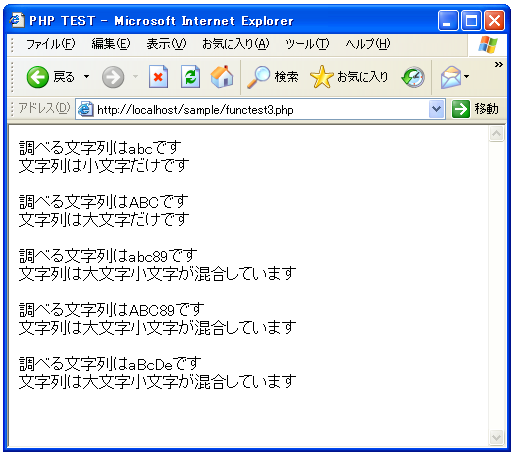 PHP TEST - Microsoft Internet Explorer
ファイル(F) 編集(E) 表示(V) お気に入り(A) ツール(T) ヘルプ(H)
戻る 検索 お気に入り »
アドレス(D) http://localhost/sample/functest3.php 移動
調べる文字列はabcです
文字列は小文字だけです
調べる文字列はABCです
文字列は大文字だけです
調べる文字列はabc89です
文字列は大文字小文字が混合しています
調べる文字列はABC89です
文字列は大文字小文字が混合しています
調べる文字列はaBcDeです
文字列は大文字小文字が混合しています